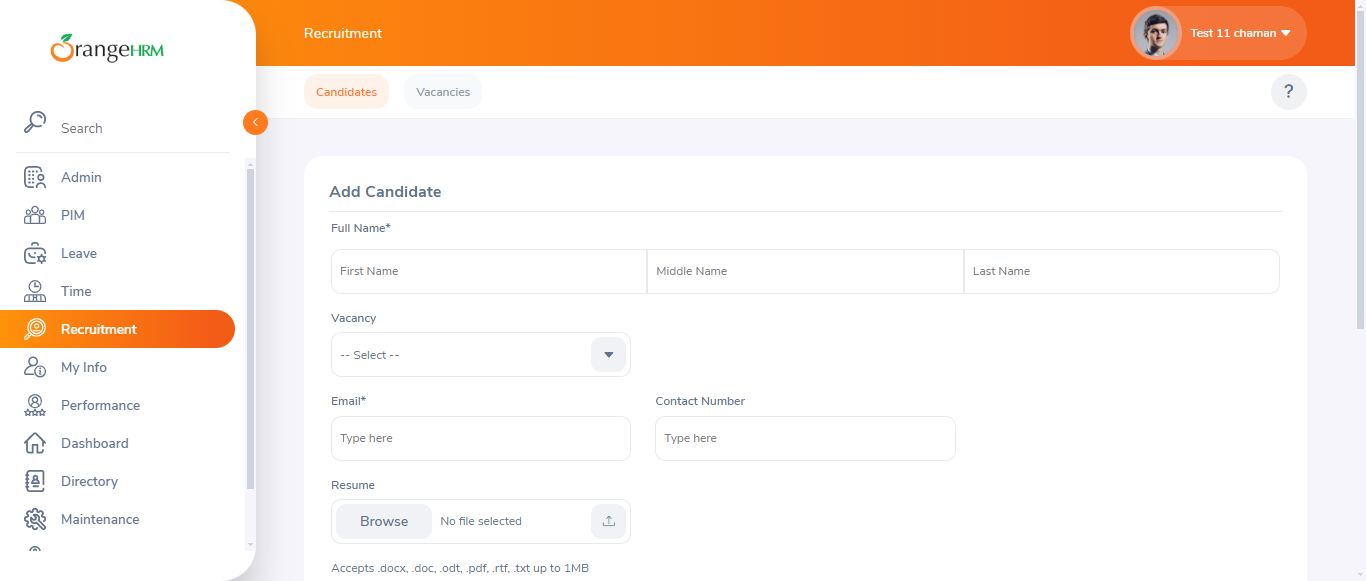 OrangeHRM
Search
Admin
PIM
Leave
Time
Recruitment
My Info
Performance
Dashboard
Directory
Maintenance
Recruitment
Test 11 chaman
Candidates
Vacancies
?
Add Candidate
Full Name*
First Name
Middle Name
Last Name
Vacancy
-- Select --
Email*
Contact Number
Type here
Type here
Resume
Browse
No file selected
Accepts .docx, .doc, .odt, .pdf, .rtf, .txt up to 1MB